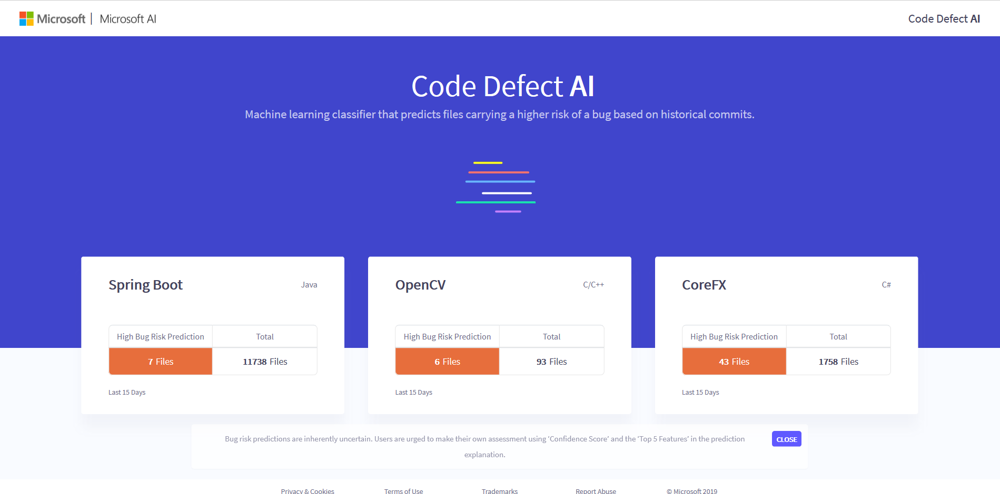 Microsoft | Microsoft AI
Code Defect AI
Code Defect AI
Machine learning classifier that predicts files carrying a higher risk of a bug based on historical commits.
Spring Boot
Java
High Bug Risk Prediction
Total
7 Files
11738 Files
Last 15 Days
OpenCV
C/C++
High Bug Risk Prediction
Total
6 Files
93 Files
Last 15 Days
CoreFX
C#
High Bug Risk Prediction
Total
43 Files
1758 Files
Last 15 Days
Bug risk predictions are inherently uncertain. Users are urged to make their own assessment using ‘Confidence Score’ and the ‘Top 5 Features’ in the prediction
explanation.
CLOSE
Privacy & Cookies
Terms of Use
Trademarks
Report Abuse
© Microsoft 2019